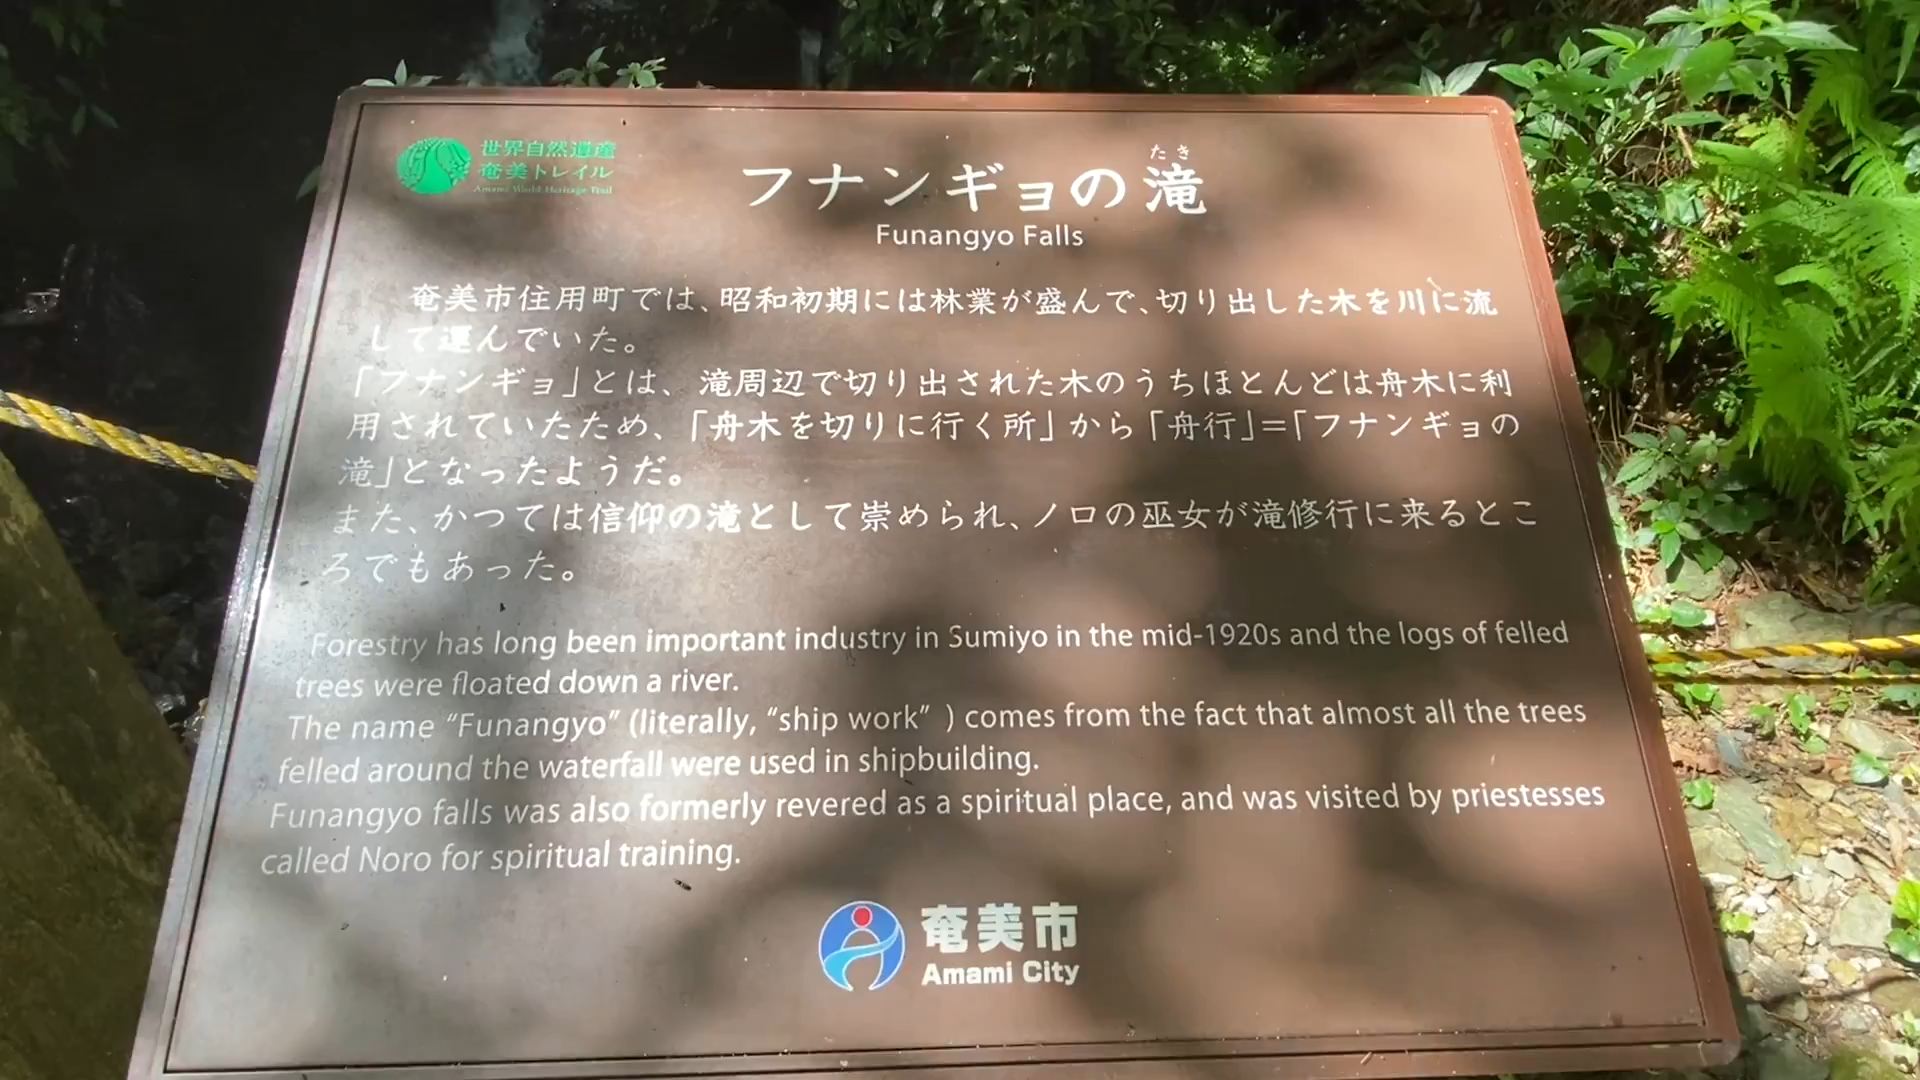 世界自然遺産
奄美トレイル
Amami World Heritage Trail
たき
フナンギョの滝
Funangyo Falls
奄美市住用町では、昭和初期には林業が盛んで、切り出した木を川に流
して運んでいた。
「フナンギョ」とは、滝周辺で切り出された木のうちほとんどは舟木に利
用されていたため、「舟木を切りに行く所」から「舟行」=「フナンギョの
滝」となったようだ。
また、かつては信仰の滝として崇められ、ノロの巫女が滝修行に来るとこ
ろでもあった。
Forestry has long been important industry in Sumiyo in the mid-1920s and the logs of felled
trees were floated down a river.
The name “Funangyo” (literally, “ship work” ) comes from the fact that almost all the trees
felled around the waterfall were used in shipbuilding.
Funangyo falls was also formerly revered as a spiritual place, and was visited by priestesses
called Noro for spiritual training.
奄美市
Amami City